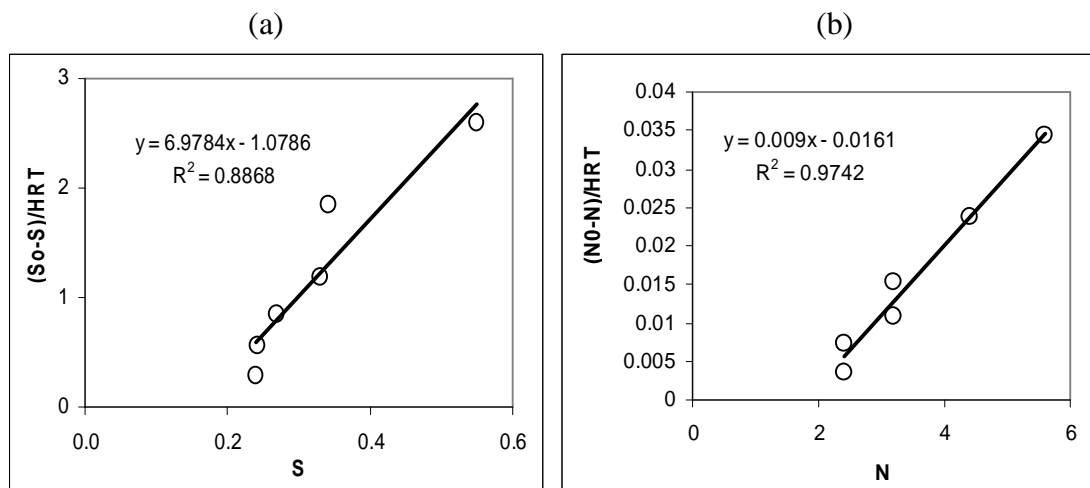 (a)
(b)
3
2
1
0
0.0
0.2
0.4
0.6
(So-S)/HRT
S
y = 6.9784x - 1.0786
R² = 0.8868
0.04
0.035
0.03
0.025
0.02
0.015
0.01
0.005
0
0
2
4
6
(N0-N)/HRT
N
y = 0.009x - 0.0161
R² = 0.9742